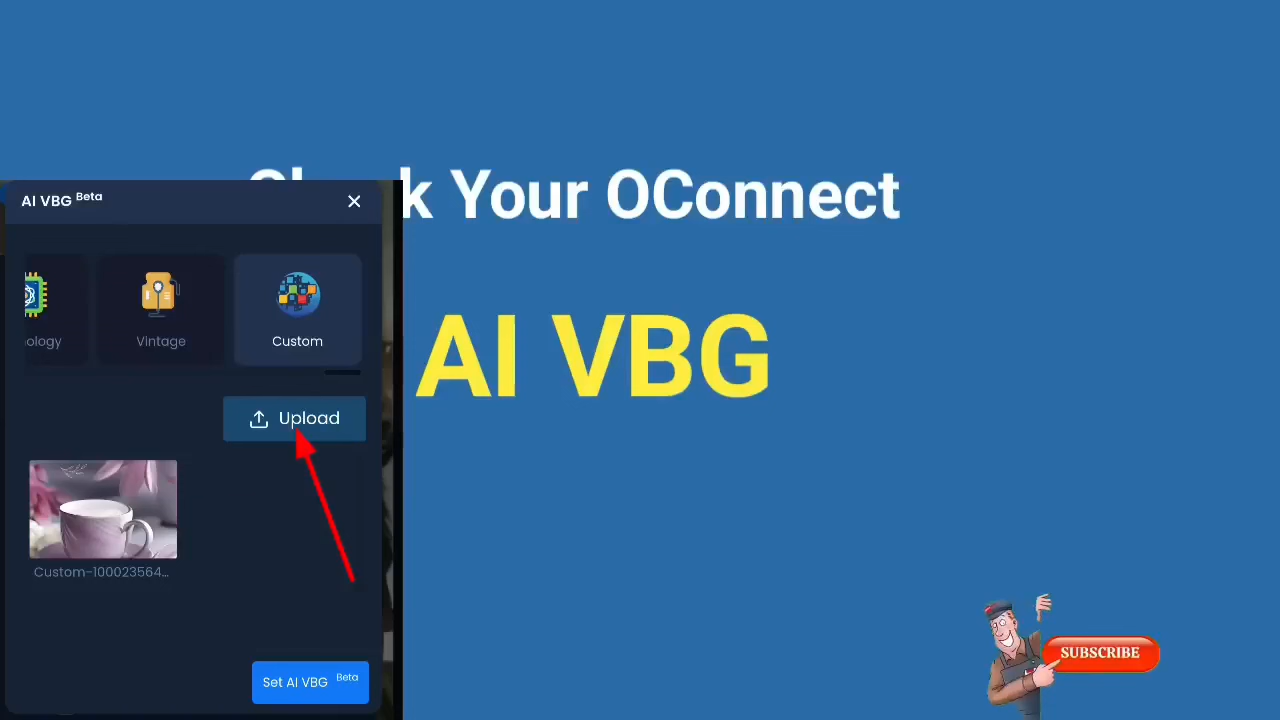 k Your OConnect
AI VBG
AI VBG Beta
ology
Vintage
Custom
Upload
Custom-100023564...
Set AI VBG Beta
SUBSCRIBE